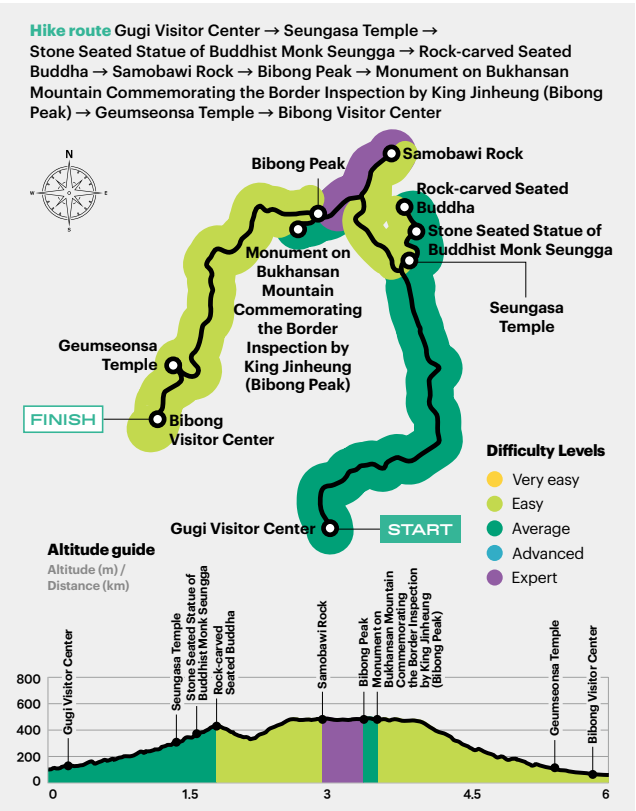 Hike route Gugi Visitor Center → Seungasa Temple →
Stone Seated Statue of Buddhist Monk Seungga → Rock-carved Seated
Buddha → Samobawi Rock → Bibong Peak → Monument on Bukhansan
Mountain Commemorating the Border Inspection by King Jinheung (Bibong
Peak) → Geumseonsa Temple → Bibong Visitor Center
N
W
E
S
Samobawi Rock
Bibong Peak
Rock-carved Seated
Buddha
Stone Seated Statue of
Buddhist Monk Seungga
Monument on
Bukhansan
Mountain
Commemorating
the Border
Inspection by
King Jinheung
(Bibong Peak)
Seungasa
Temple
Geumseonsa
Temple
FINISH
Bibong
Visitor Center
Gugi Visitor Center
START
Difficulty Levels
Very easy
Easy
Average
Advanced
Expert
Altitude guide
Altitude (m) /
Distance (km)
Gugi Visitor Center
Seungasa Temple
Stone Seated Statue of
Buddhist Monk Seungga
Rock-carved
Seated Buddha
Samobawi Rock
Bibong Peak
Monument on
Bukhansan Mountain
Commemorating
the Border Inspection
by King Jinheung
(Bibong Peak)
Geumseonsa Temple
Bibong Visitor Center
800
600
400
200
0
0
1.5
3
4.5
6